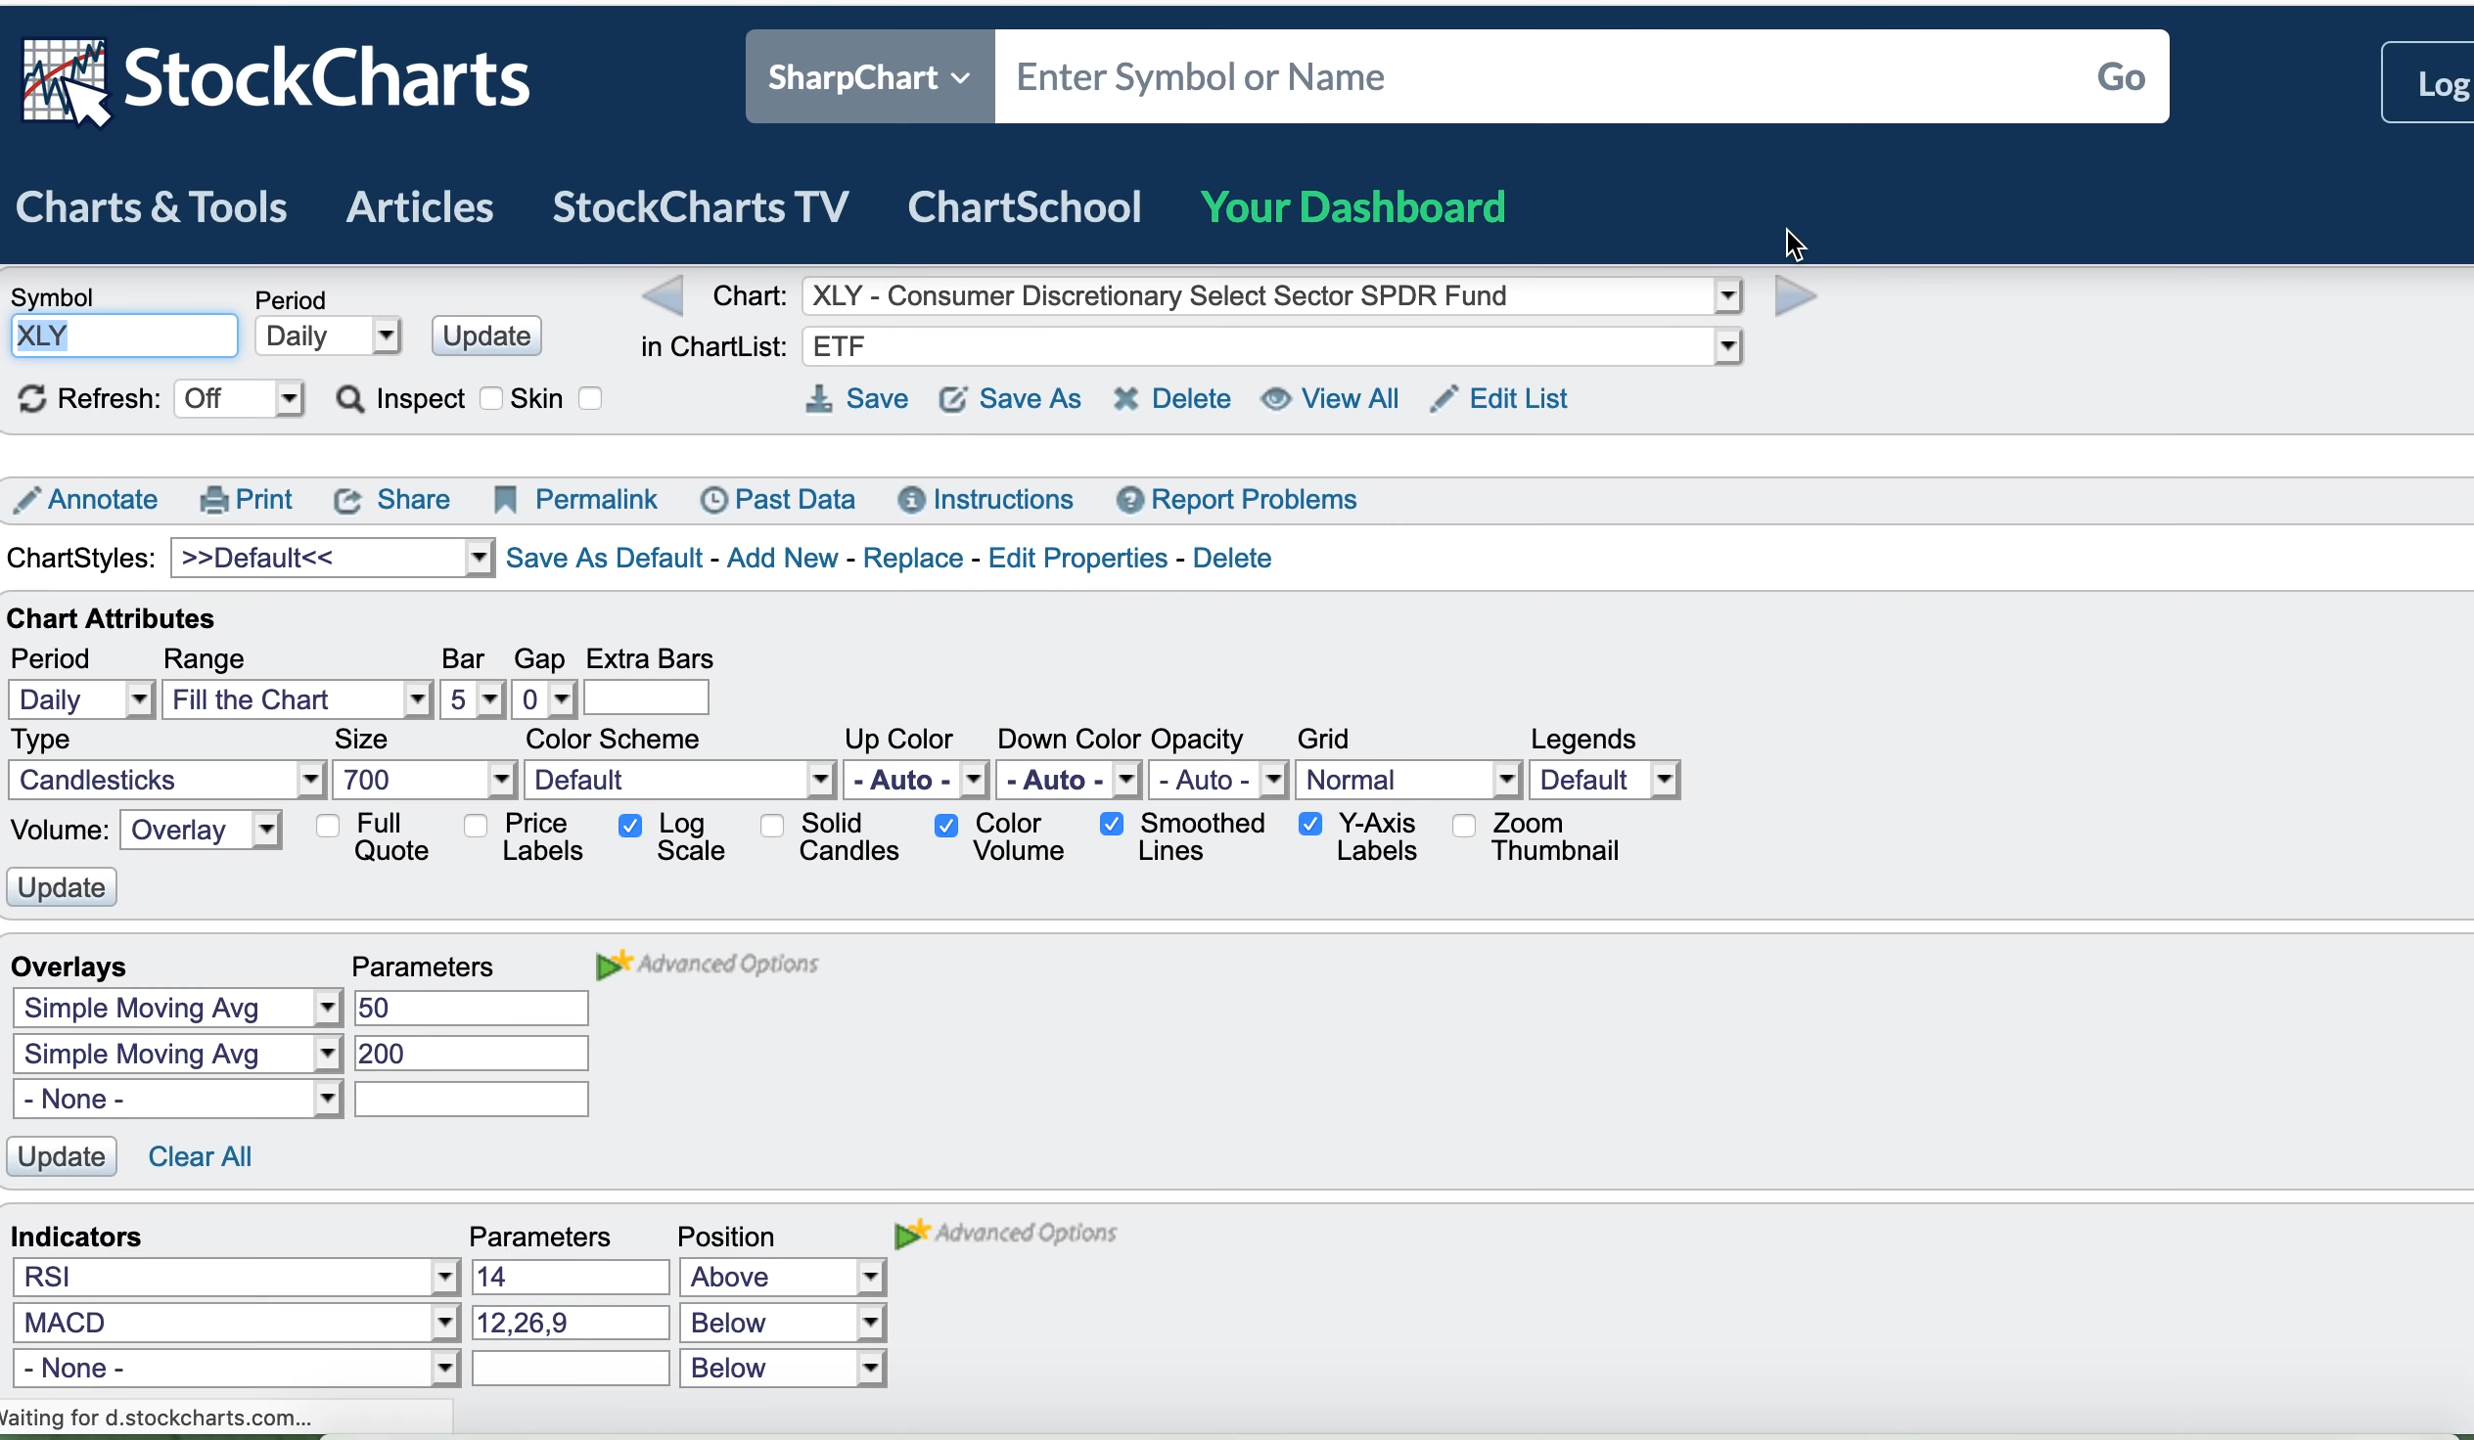 StockCharts
SharpChart Enter Symbol or Name Go Log
Charts & Tools Articles StockCharts TV ChartSchool Your Dashboard
Symbol Period Chart: XLY - Consumer Discretionary Select Sector SPDR Fund
XLY Daily Update in ChartList: ETF
Refresh: Off Inspect Skin Save Save As Delete View All Edit List
Annotate Print Share Permalink Past Data Instructions Report Problems
ChartStyles: >>Default<< Save As Default - Add New - Replace - Edit Properties - Delete
Chart Attributes
Period Range Bar Gap Extra Bars
Daily Fill the Chart 5 0
Type Size Color Scheme Up Color Down Color Opacity Grid Legends
Candlesticks 700 Default - Auto - - Auto - - Auto - Normal Default
Volume: Overlay Full Quote Price Labels Log Scale Solid Candles Color Volume Smoothed Lines Y-Axis Labels Zoom Thumbnail
Update
Overlays Parameters Advanced Options
Simple Moving Avg 50
Simple Moving Avg 200
- None -
Update Clear All
Indicators Parameters Position Advanced Options
RSI 14 Above
MACD 12,26,9 Below
- None - Below
Waiting for d.stockcharts.com...